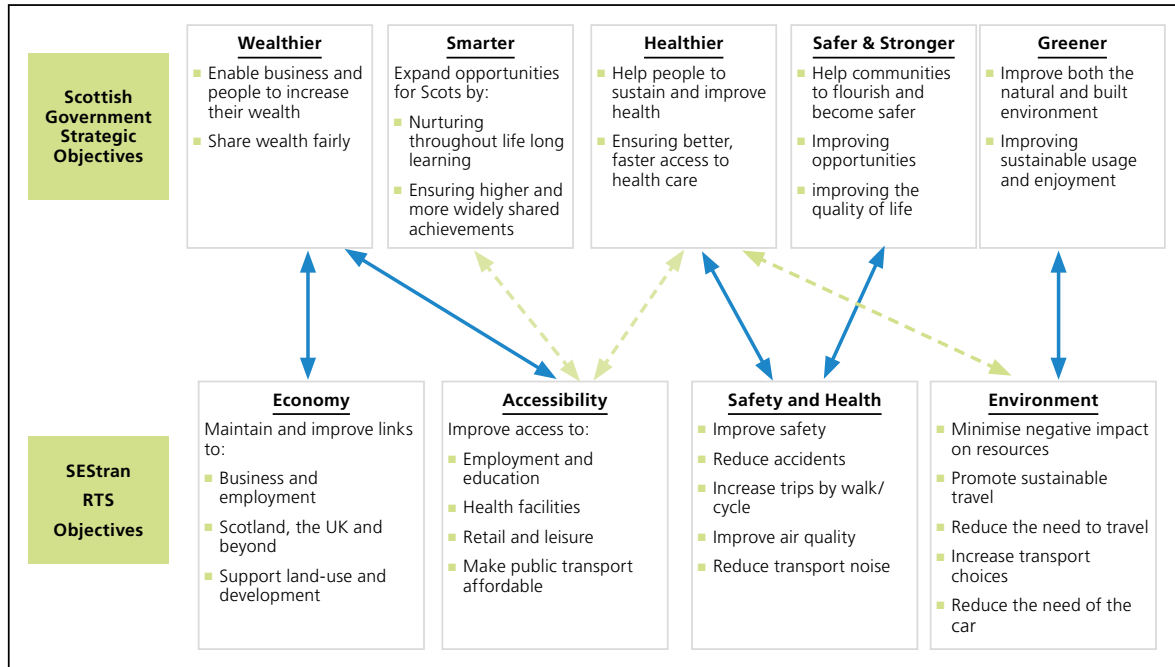 Scottish
Government
Strategic
Objectives
Wealthier
Enable business and
people to increase
their wealth
Share wealth fairly
Smarter
Expand opportunities
for Scots by:
Nurturing
throughout life long
learning
Ensuring higher and
more widely shared
achievements
Healthier
Help people to
sustain and improve
health
Ensuring better,
faster access to
health care
Safer & Stronger
Help communities
to flourish and
become safer
Improving
opportunities
improving the
quality of life
Greener
Improve both the
natural and built
environment
Improving
sustainable usage
and enjoyment
SEStran
RTS
Objectives
Economy
Maintain and improve links
to:
Business and
employment
Scotland, the UK and
beyond
Support land-use and
development
Accessibility
Improve access to:
Employment and
education
Health facilities
Retail and leisure
Make public transport
affordable
Safety and Health
Improve safety
Reduce accidents
Increase trips by walk/
cycle
Improve air quality
Reduce transport noise
Environment
Minimise negative impact
on resources
Promote sustainable
travel
Reduce the need to travel
Increase transport
choices
Reduce the need of the
car